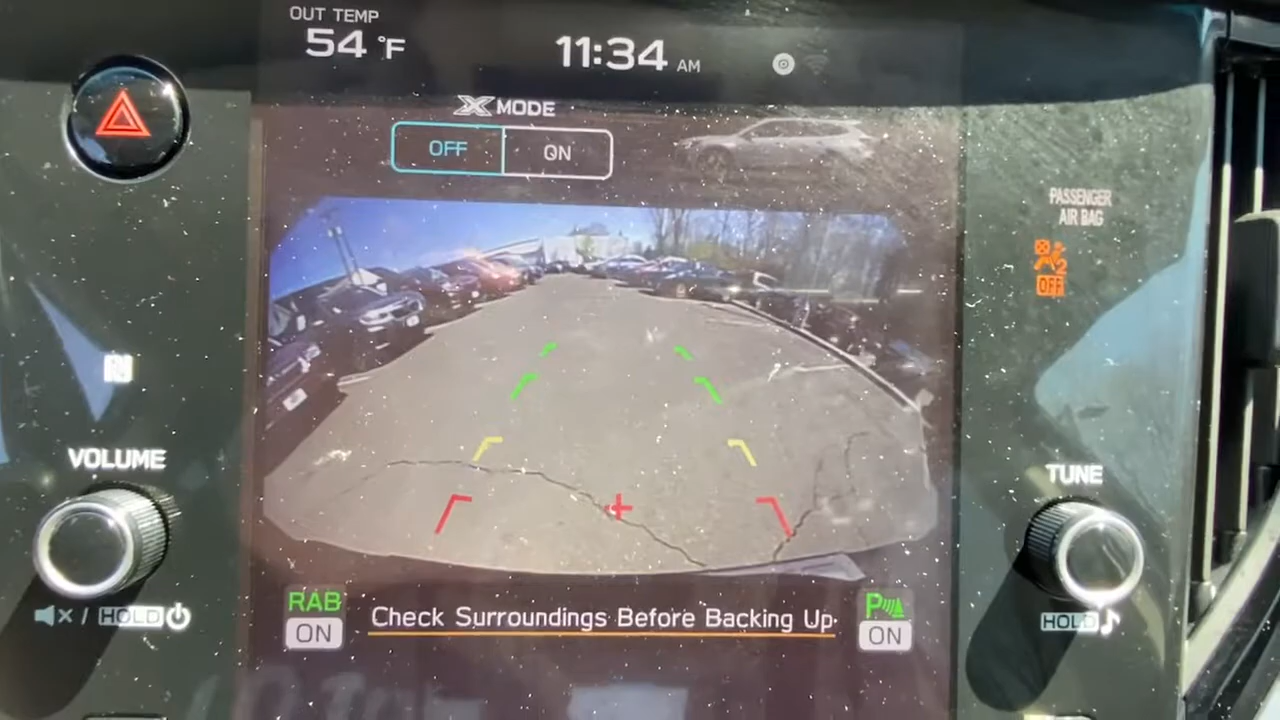 OUT TEMP
54 °F
11:34 AM
X MODE
OFF
ON
PASSENGER
AIR BAG
2
OFF
N
VOLUME
TUNE
/ HOLD
HOLD
RAB
ON
Check Surroundings Before Backing Up
P
ON